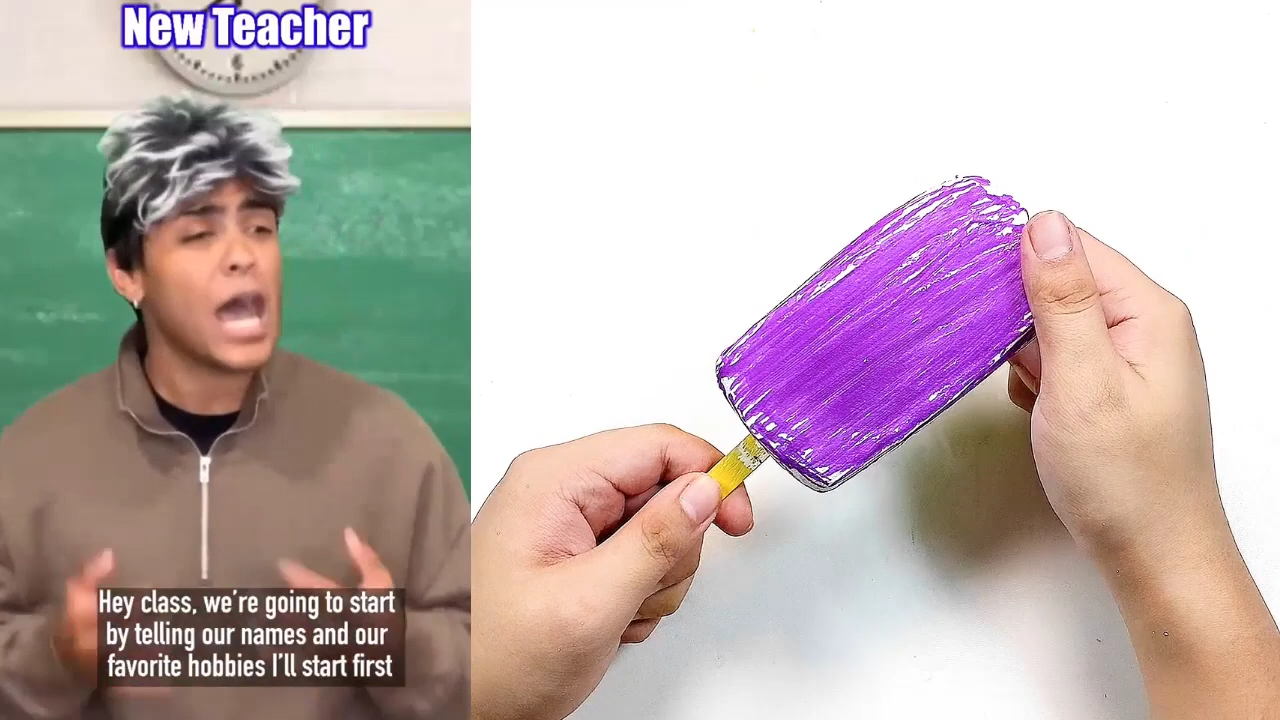 New Teacher
6
Hey class, we're going to start
by telling our names and our
favorite hobbies I'll start first